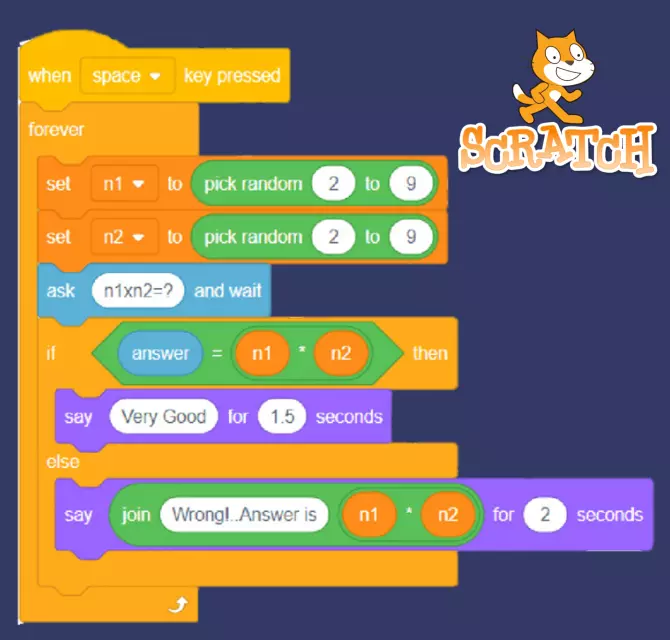 when space key pressed
SCRATCH
forever
set n1 to pick random 2 to 9
set n2 to pick random 2 to 9
ask n1xn2=? and wait
if answer = n1 * n2 then
say Very Good for 1.5 seconds
else
say join Wrong!..Answer is n1 * n2 for 2 seconds